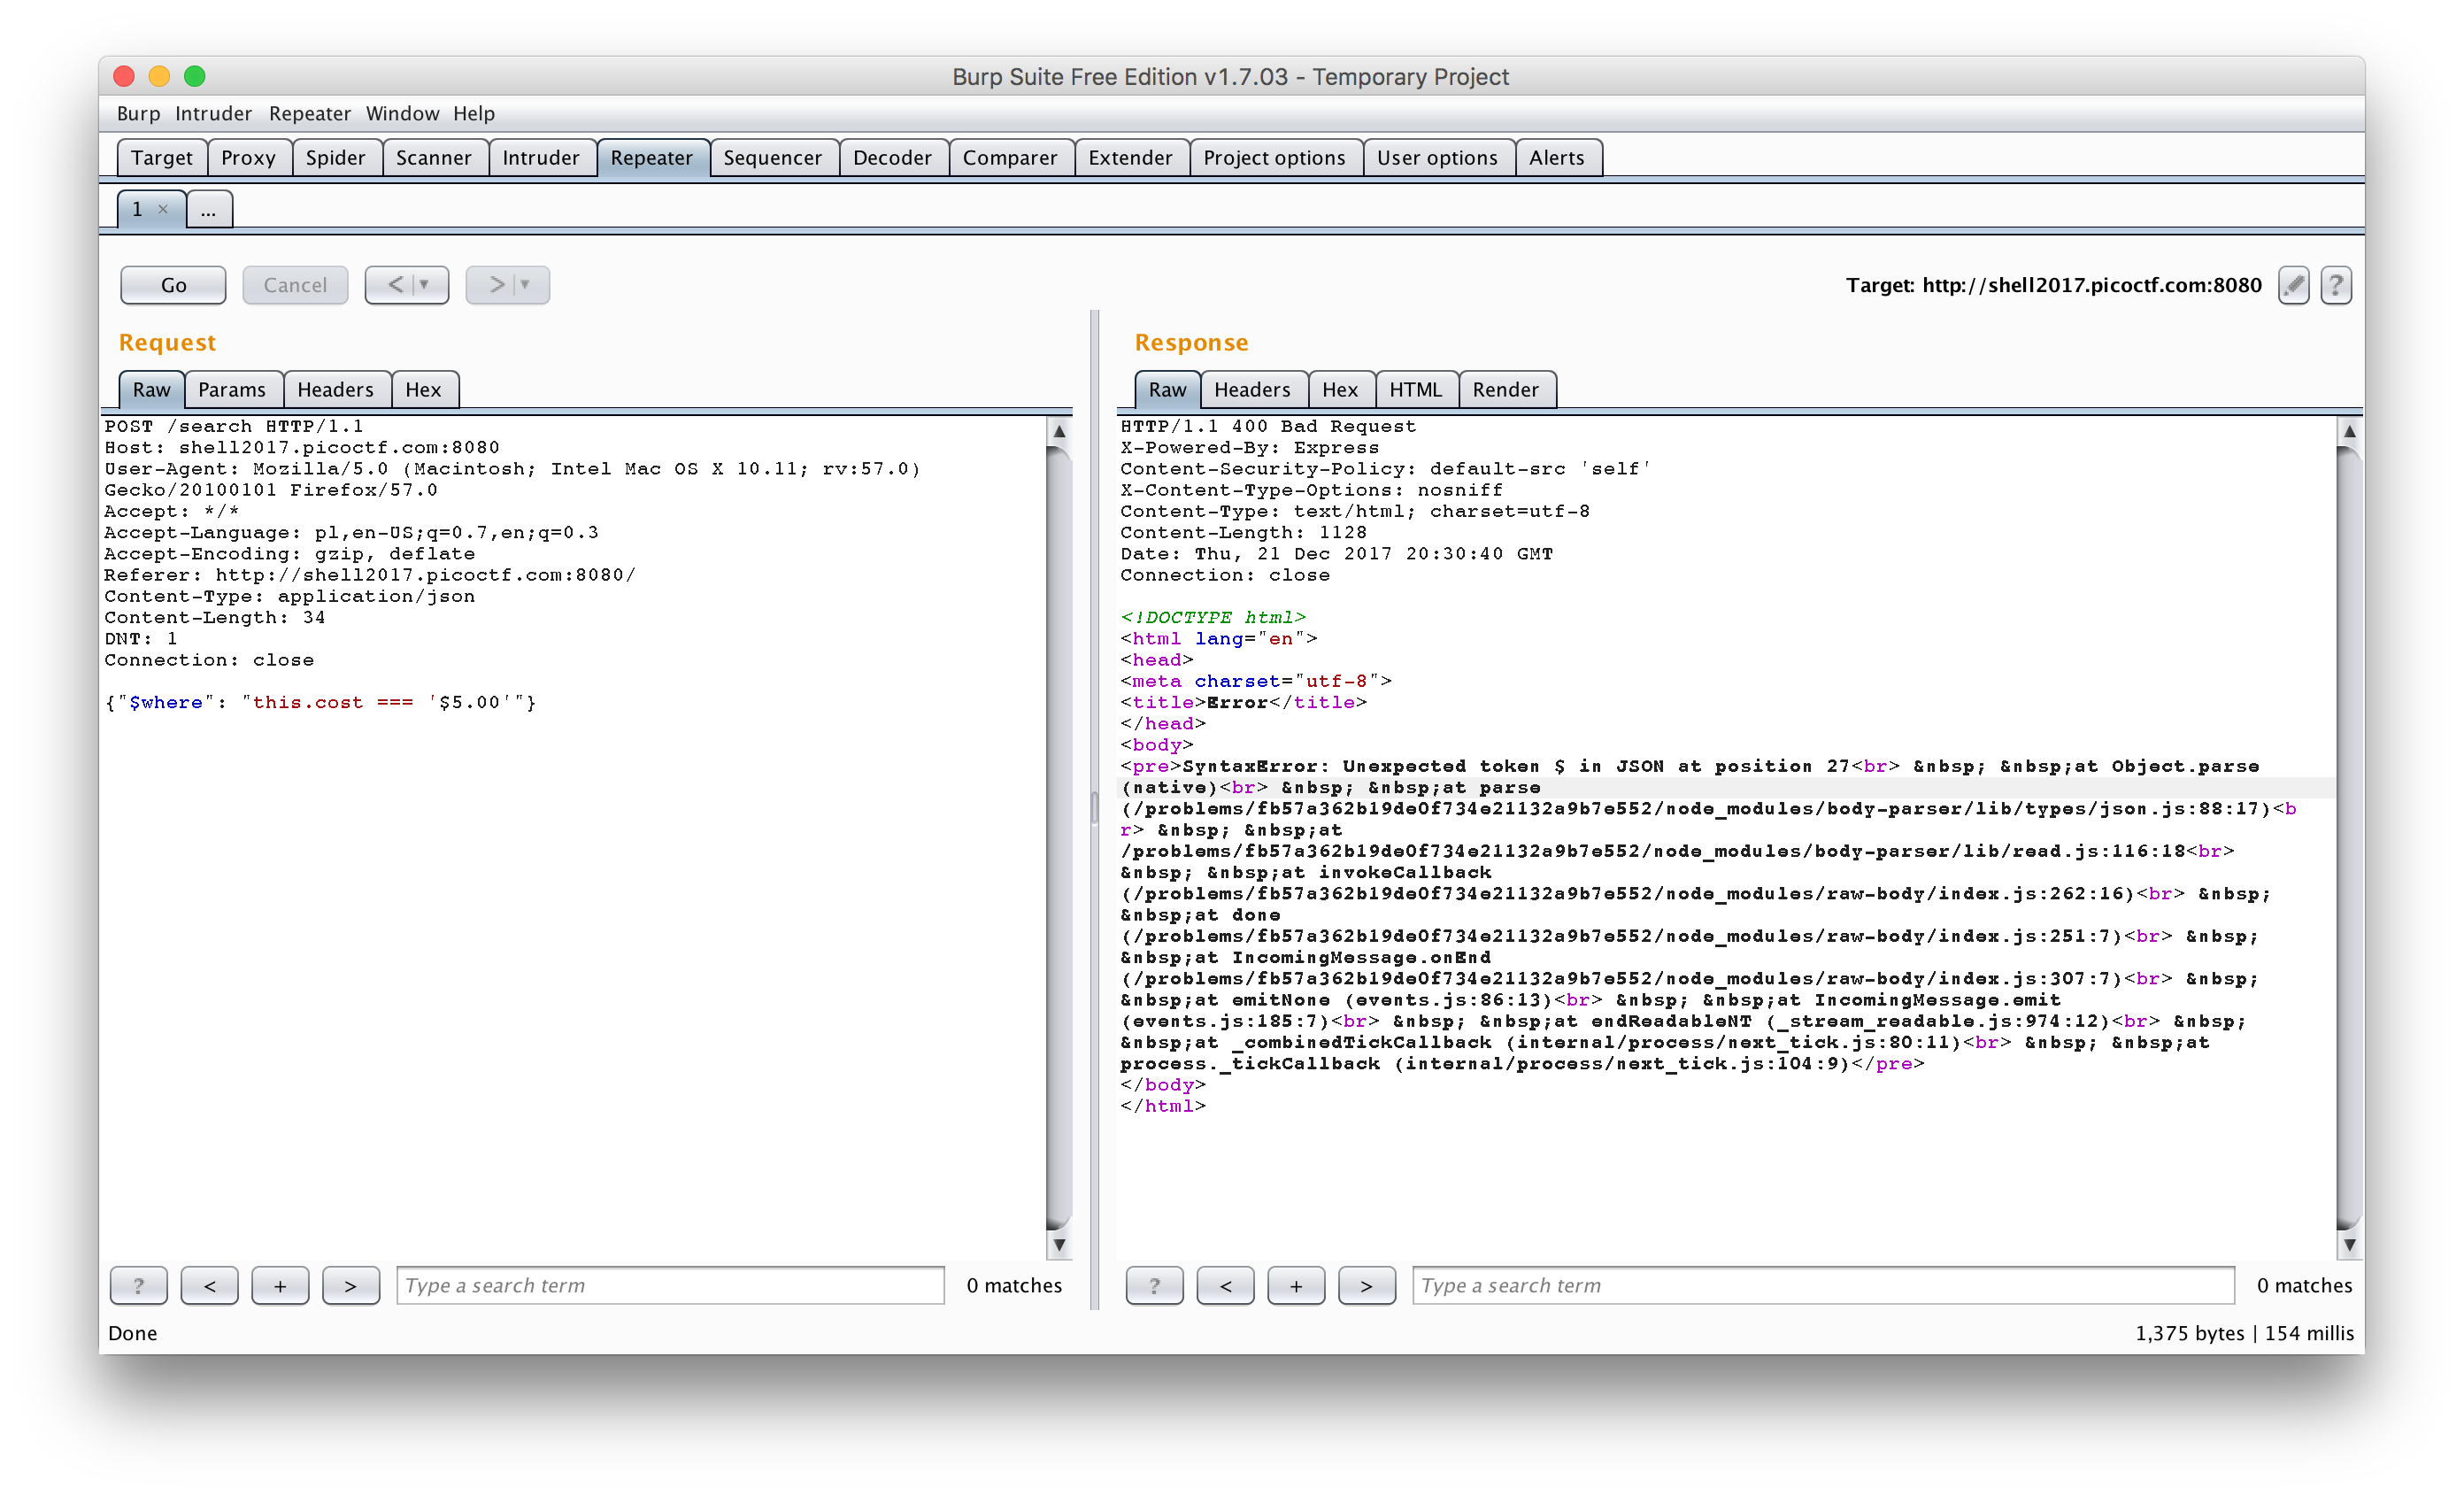 Burp Suite Free Edition v1.7.03 - Temporary Project
Burp Intruder Repeater Window Help
Target Proxy Spider Scanner Intruder Repeater Sequencer Decoder Comparer Extender Project options User options Alerts
1 × ...
Go Cancel < > Target: http://shell2017.picoctf.com:8080 ?
Request
Raw Params Headers Hex
POST /search HTTP/1.1
Host: shell2017.picoctf.com:8080
User-Agent: Mozilla/5.0 (Macintosh; Intel Mac OS X 10.11; rv:57.0)
Gecko/20100101 Firefox/57.0
Accept: */*
Accept-Language: pl,en-US;q=0.7,en;q=0.3
Accept-Encoding: gzip, deflate
Referer: http://shell2017.picoctf.com:8080/
Content-Type: application/json
Content-Length: 34
DNT: 1
Connection: close
{"$where": "this.cost === '$5.00'"}
? < + > Type a search term 0 matches
Response
Raw Headers Hex HTML Render
HTTP/1.1 400 Bad Request
X-Powered-By: Express
Content-Security-Policy: default-src 'self'
X-Content-Type-Options: nosniff
Content-Type: text/html; charset=utf-8
Content-Length: 1128
Date: Thu, 21 Dec 2017 20:30:40 GMT
Connection: close
<!DOCTYPE html>
<html lang="en">
<head>
<meta charset="utf-8">
<title>Error</title>
</head>
<body>
<pre>SyntaxError: Unexpected token $ in JSON at position 27<br> &nbsp; &nbsp;at Object.parse
(native)<br> &nbsp; &nbsp;at parse
(/problems/fb57a362b19de0f734e21132a9b7e552/node_modules/body-parser/lib/types/json.js:88:17)<b
r> &nbsp; &nbsp;at
/problems/fb57a362b19de0f734e21132a9b7e552/node_modules/body-parser/lib/read.js:116:18<br>
&nbsp; &nbsp;at invokeCallback
(/problems/fb57a362b19de0f734e21132a9b7e552/node_modules/raw-body/index.js:262:16)<br> &nbsp;
&nbsp;at done
(/problems/fb57a362b19de0f734e21132a9b7e552/node_modules/raw-body/index.js:251:7)<br> &nbsp;
&nbsp;at IncomingMessage.onEnd
(/problems/fb57a362b19de0f734e21132a9b7e552/node_modules/raw-body/index.js:307:7)<br> &nbsp;
&nbsp;at emitNone (events.js:86:13)<br> &nbsp; &nbsp;at IncomingMessage.emit
(events.js:185:7)<br> &nbsp; &nbsp;at endReadableNT (_stream_readable.js:974:12)<br> &nbsp;
&nbsp;at _combinedTickCallback (internal/process/next_tick.js:80:11)<br> &nbsp; &nbsp;at
process._tickCallback (internal/process/next_tick.js:104:9)</pre>
</body>
</html>
? < + > Type a search term 0 matches
Done 1,375 bytes | 154 millis